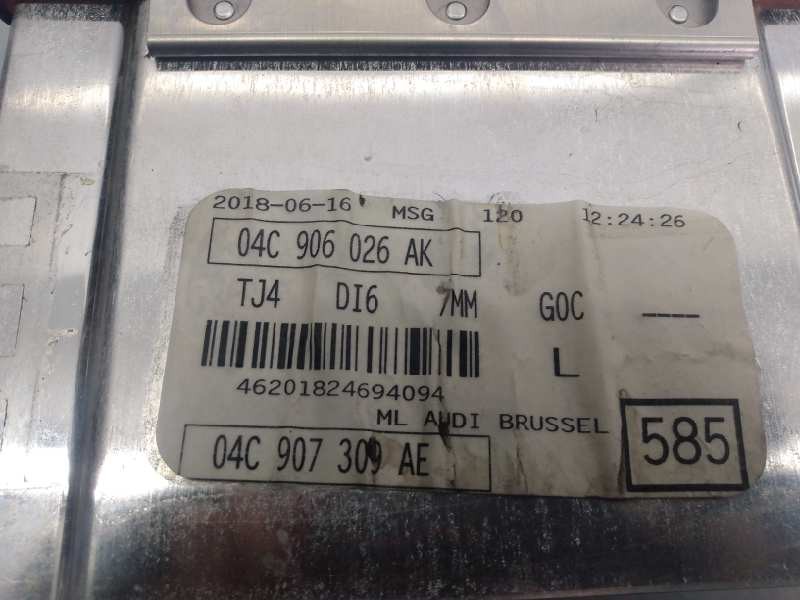 2018-06-16 MSG 120 12:24:26
04C 906 026 AK
TJ4 DI6 7MM G0C ___
L
46201824694094
ML AUDI BRUSSEL
04C 907 309 AE
585